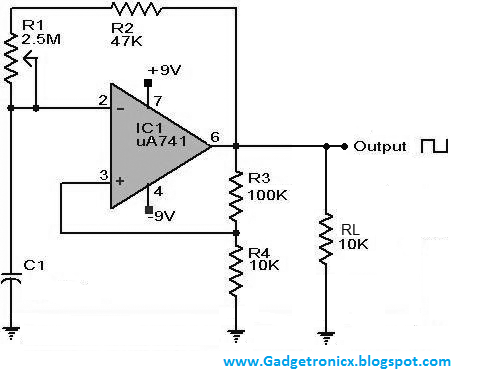 R1
2.5M
R2
47K
+9V
2
7
IC1
uA741
6
Output
3
4
-9V
R3
100K
RL
10K
R4
10K
C1
www.Gadgetronicx.blogspot.com